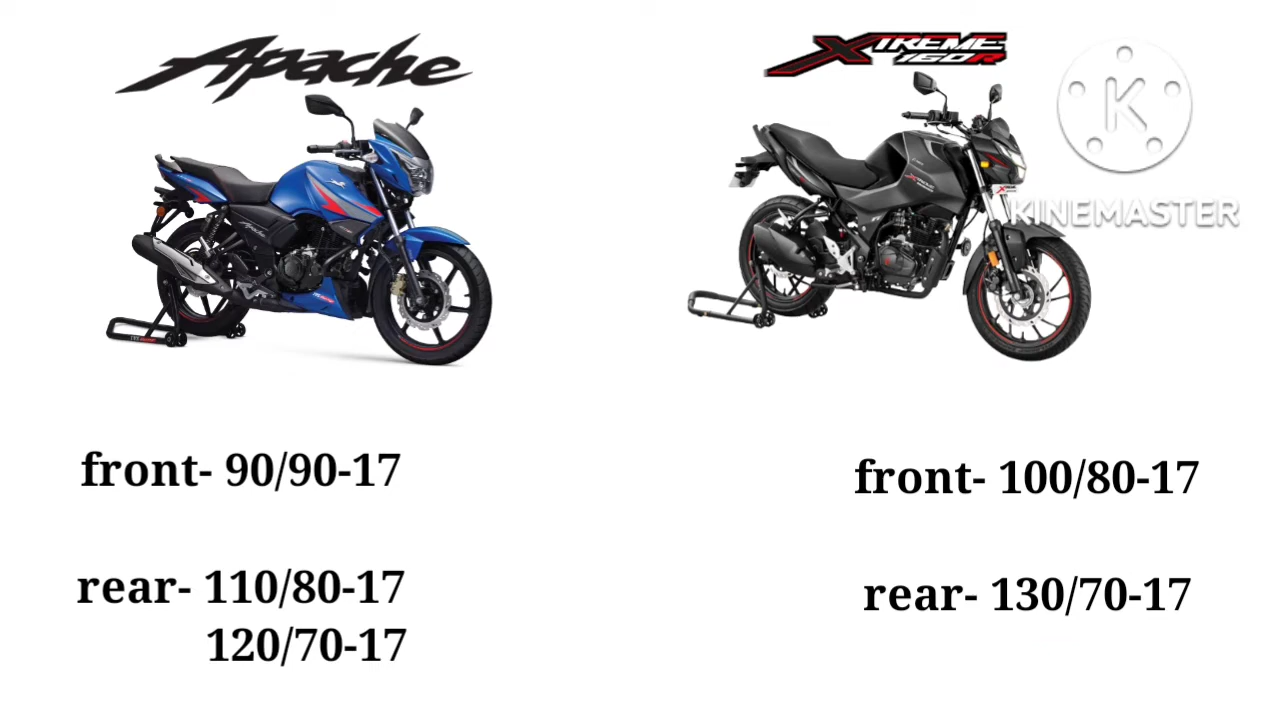 Apache
XTREME
160R
K
KINEMASTER
Apache
front- 90/90-17
rear- 110/80-17
120/70-17
front- 100/80-17
rear- 130/70-17